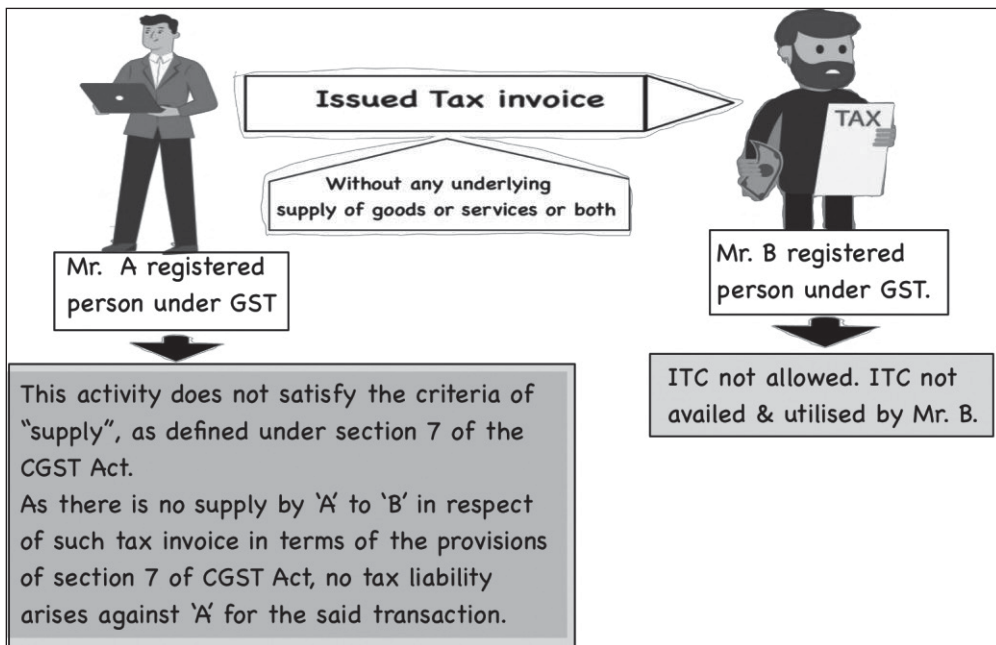 Issued Tax invoice
Without any underlying
supply of goods or services or both
TAX
Mr. A registered
person under GST
Mr. B registered
person under GST.
This activity does not satisfy the criteria of
“supply”, as defined under section 7 of the
CGST Act.
As there is no supply by ‘A’ to ‘B’ in respect
of such tax invoice in terms of the provisions
of section 7 of CGST Act, no tax liability
arises against ‘A’ for the said transaction.
ITC not allowed. ITC not
availed & utilised by Mr. B.